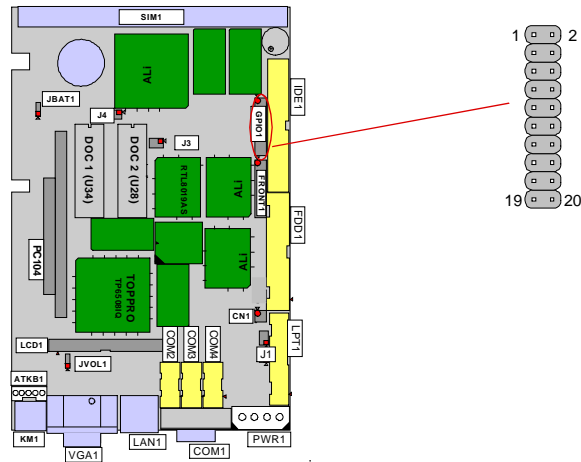 SIM1
ALi
1 2
IDE1
JBAT1
J4
GPIO1
J3
DOC 1 (U34)
DOC 2 (U28)
RTL8019AS
ALi
FRONT1
19 20
FDD1
PC104
ALi
TOPPRO
TP6508IQ
CN1
LPT1
LCD1
COM2
COM3
COM4
J1
JVOL1
ATKB1
KM1
VGA1
LAN1
COM1
PWR1